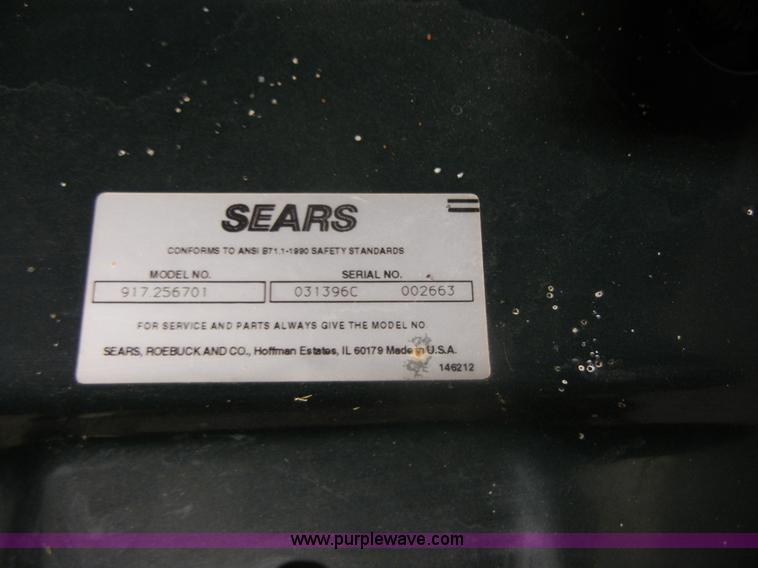 SEARS
CONFORMS TO ANSI B71.1-1990 SAFETY STANDARDS
MODEL NO. SERIAL NO.
917.256701 031396C 002663
FOR SERVICE AND PARTS ALWAYS GIVE THE MODEL NO.
SEARS, ROEBUCK AND CO., Hoffman Estates, IL 60179 Made in U.S.A.
146212
www.purplewave.com